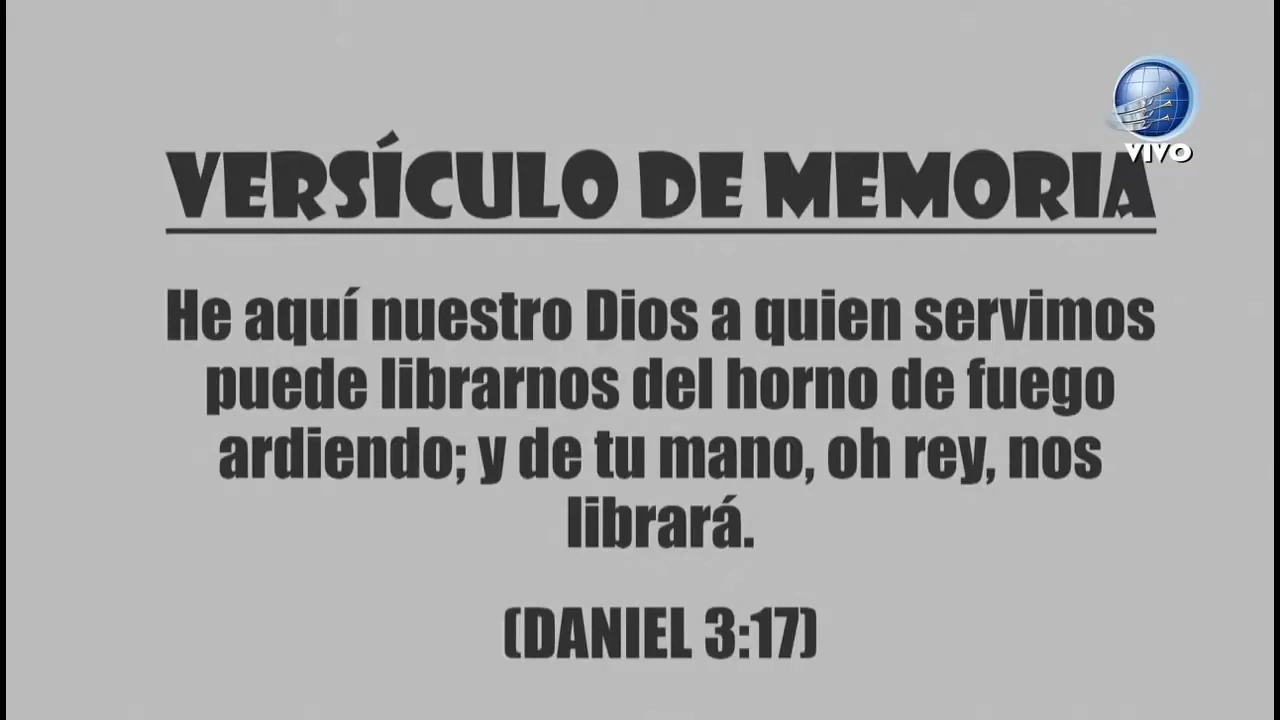 VIVO
VERSÍCULO DE MEMORIA
He aquí nuestro Dios a quien servimos
puede librarnos del horno de fuego
ardiendo; y de tu mano, oh rey, nos
librará.
(DANIEL 3:17)